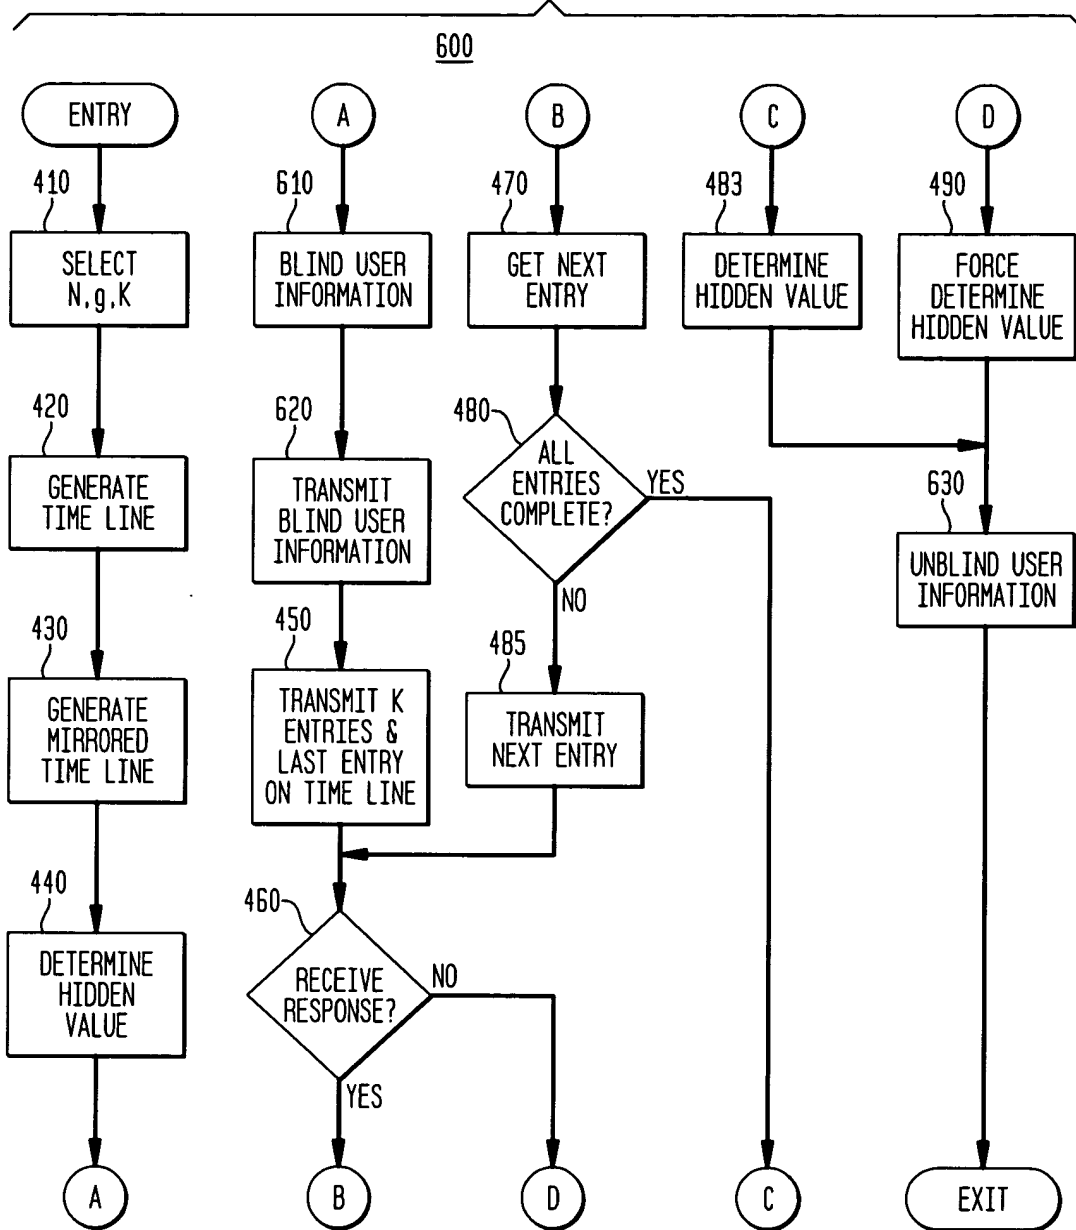 600
ENTRY
410
SELECT
N,g,K
420
GENERATE
TIME LINE
430
GENERATE
MIRRORED
TIME LINE
440
DETERMINE
HIDDEN
VALUE
A
A
610
BLIND USER
INFORMATION
620
TRANSMIT
BLIND USER
INFORMATION
450
TRANSMIT K
ENTRIES &
LAST ENTRY
ON TIME LINE
460
RECEIVE
RESPONSE?
NO
YES
B
D
B
470
GET NEXT
ENTRY
480
ALL
ENTRIES
COMPLETE?
YES
NO
485
TRANSMIT
NEXT ENTRY
C
C
483
DETERMINE
HIDDEN VALUE
D
490
FORCE
DETERMINE
HIDDEN VALUE
630
UNBLIND USER
INFORMATION
EXIT